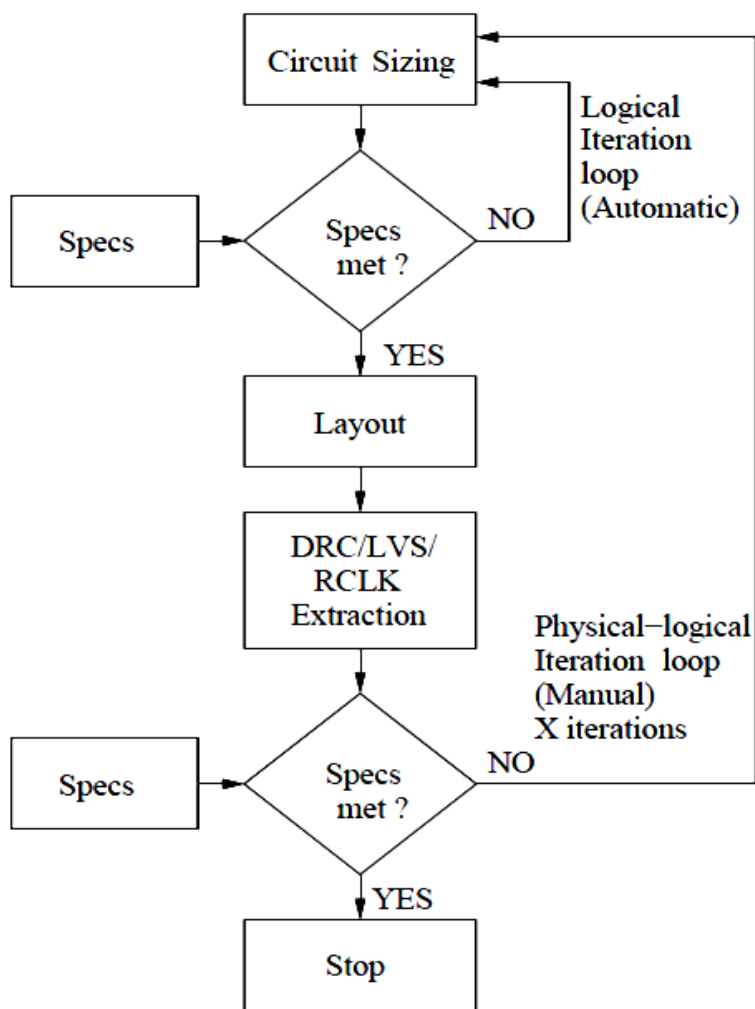 Circuit Sizing
Logical
Iteration
loop
(Automatic)
Specs
Specs
met ?
NO
YES
Layout
DRC/LVS/
RCLK
Extraction
Physical−logical
Iteration loop
(Manual)
X iterations
Specs
Specs
met ?
NO
YES
Stop